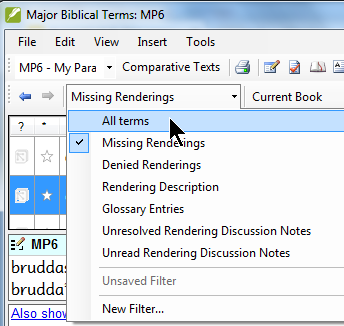 Major Biblical Terms: MP6
File Edit View Insert Tools
MP6 - My Para Comparative Texts
Missing Renderings Current Book
? *
All terms
Missing Renderings
Denied Renderings
Rendering Description
Glossary Entries
Unresolved Rendering Discussion Notes
Unread Rendering Discussion Notes
Unsaved Filter
New Filter...
MP6
brudda
brudda'
Also show